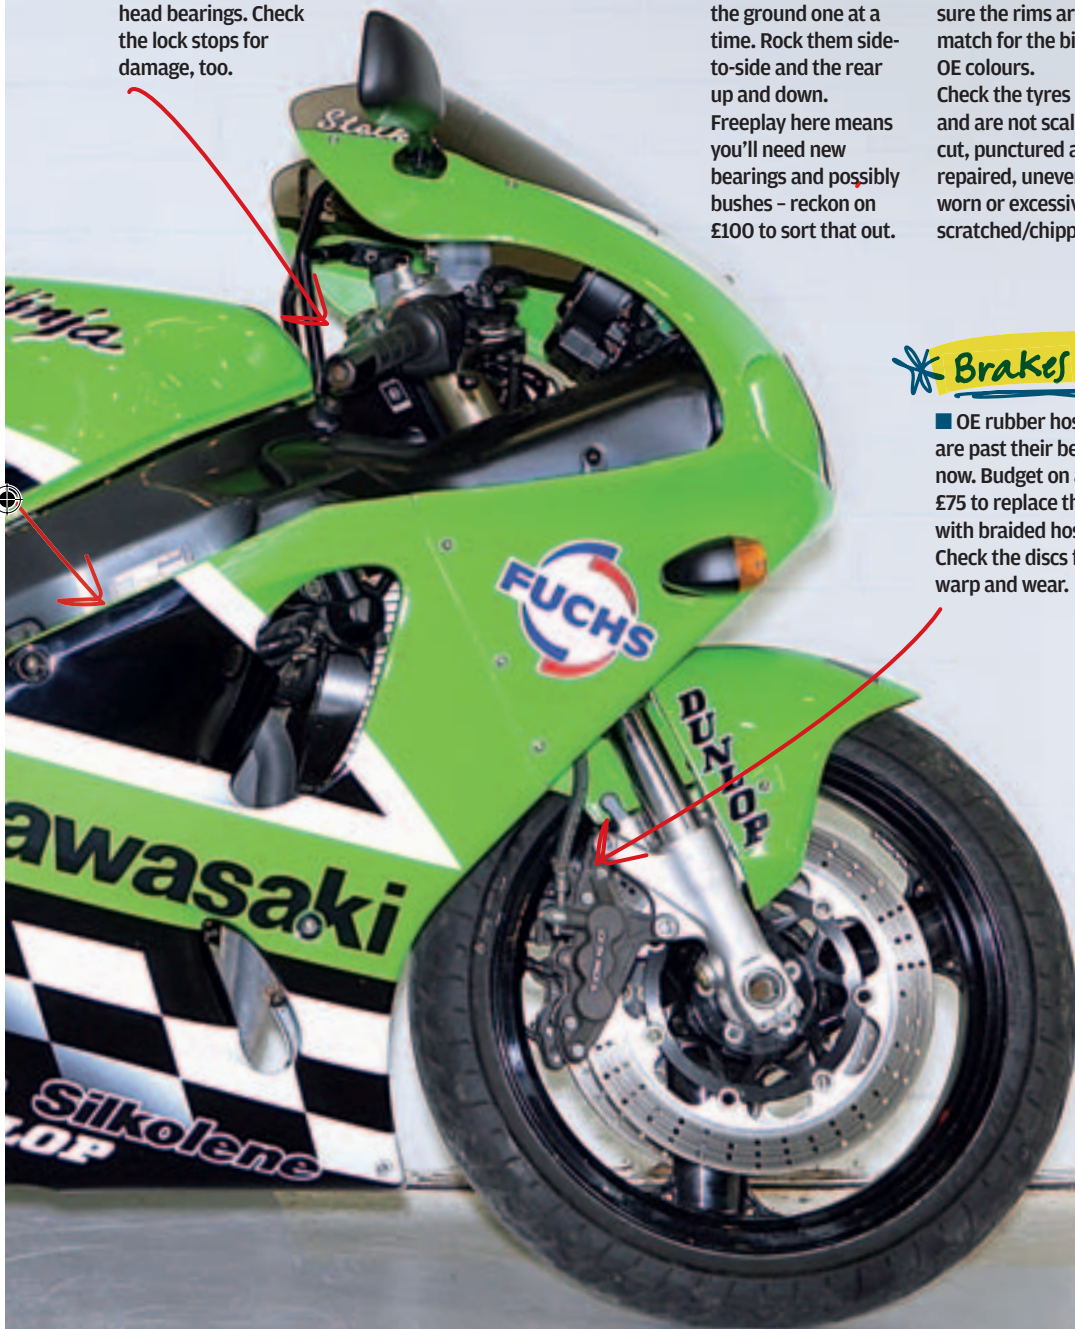 head bearings. Check
the lock stops for
damage, too.
the ground one at a
time. Rock them side-
to-side and the rear
up and down.
Freeplay here means
you'll need new
bearings and possibly
bushes – reckon on
£100 to sort that out.
sure the rims ar
match for the bi
OE colours.
Check the tyres
and are not scal
cut, punctured a
repaired, uneve
worn or excessiv
scratched/chipp
Brakes
■ OE rubber hos
are past their be
now. Budget on a
£75 to replace th
with braided hos
Check the discs f
warp and wear.
Stack
Ninja
FUCHS
DUNLOP
awasaki
TOKICO
Silkolene
LOP